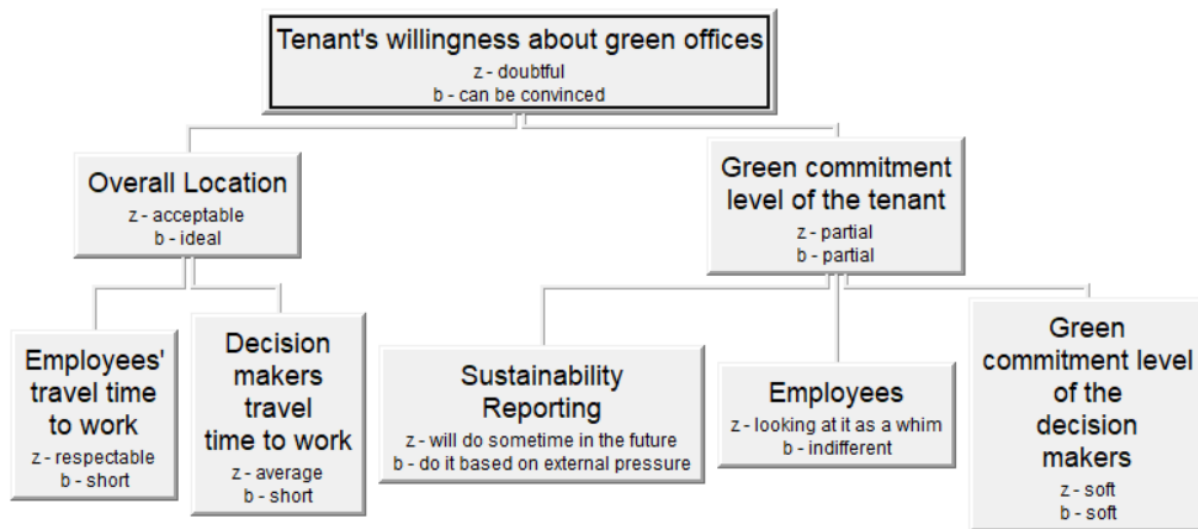 Tenant's willingness about green offices
z - doubtful
b - can be convinced
Overall Location
z - acceptable
b - ideal
Green commitment
level of the tenant
z - partial
b - partial
Employees'
travel time
to work
z - respectable
b - short
Decision
makers
travel
time to work
z - average
b - short
Sustainability
Reporting
z - will do sometime in the future
b - do it based on external pressure
Employees
z - looking at it as a whim
b - indifferent
Green
commitment level
of the
decision
makers
z - soft
b - soft